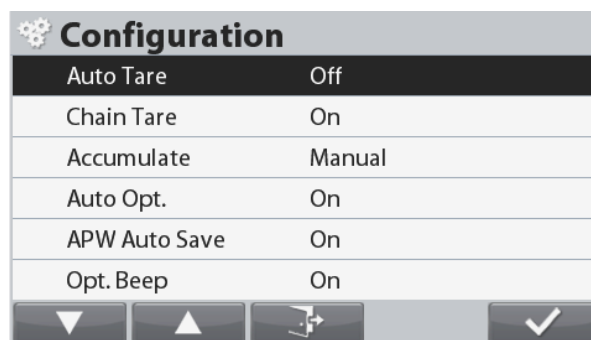 Configuration
Auto Tare Off
Chain Tare On
Accumulate Manual
Auto Opt. On
APW Auto Save On
Opt. Beep On